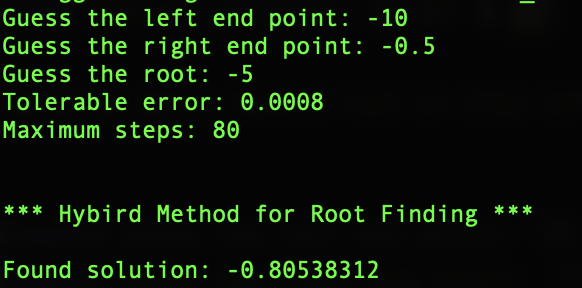 Guess the left end point: -10
Guess the right end point: -0.5
Guess the root: -5
Tolerable error: 0.0008
Maximum steps: 80
*** Hybird Method for Root Finding ***
Found solution: -0.80538312